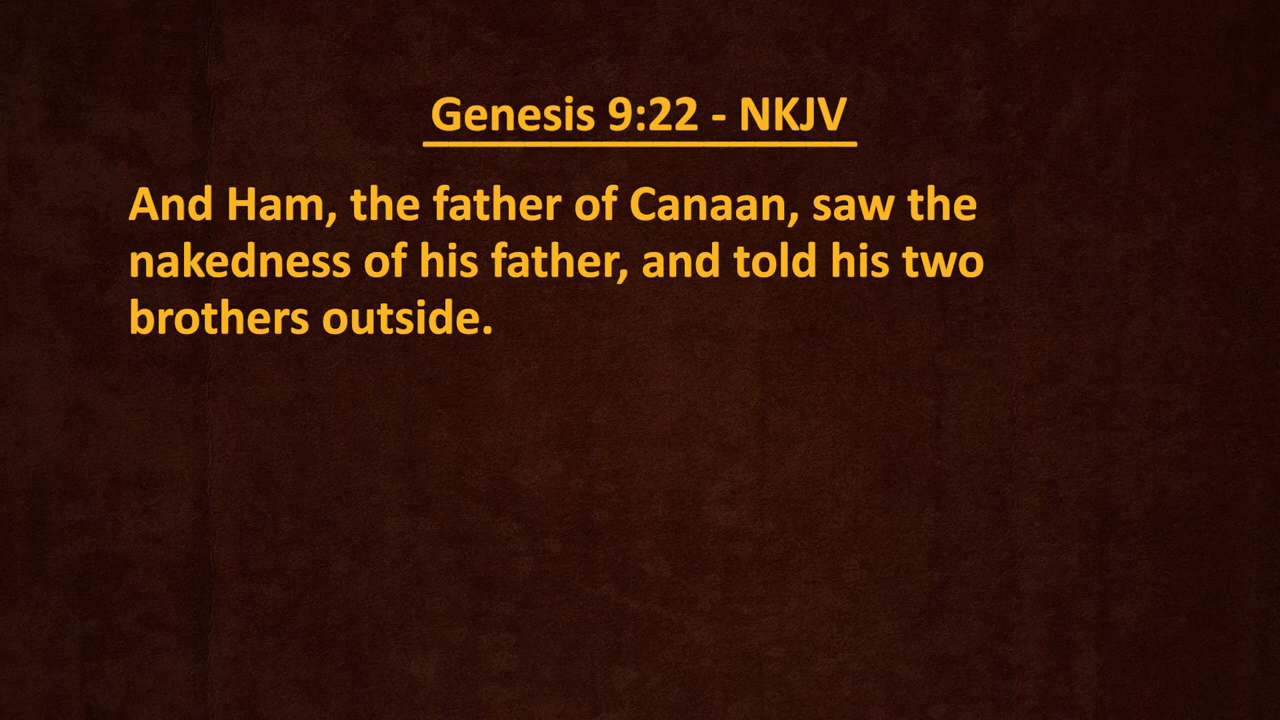 Genesis 9:22 - NKJV
And Ham, the father of Canaan, saw the
nakedness of his father, and told his two
brothers outside.